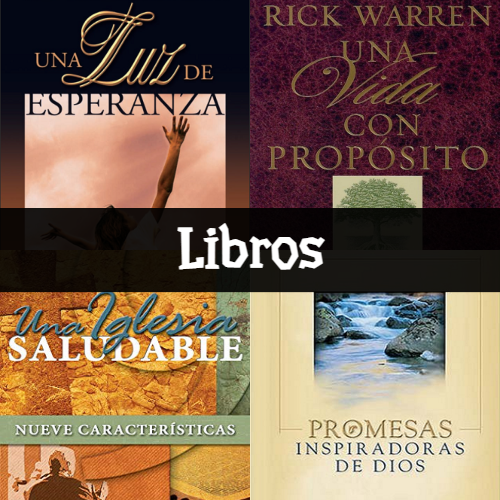 UNA Luz DE
ESPERANZA
RICK WARREN
UNA
Vida
CON
PROPÓSITO
Libros
Una Iglesia
SALUDABLE
NUEVE CARACTERÍSTICAS
PROMESAS
INSPIRADORAS
DE DIOS